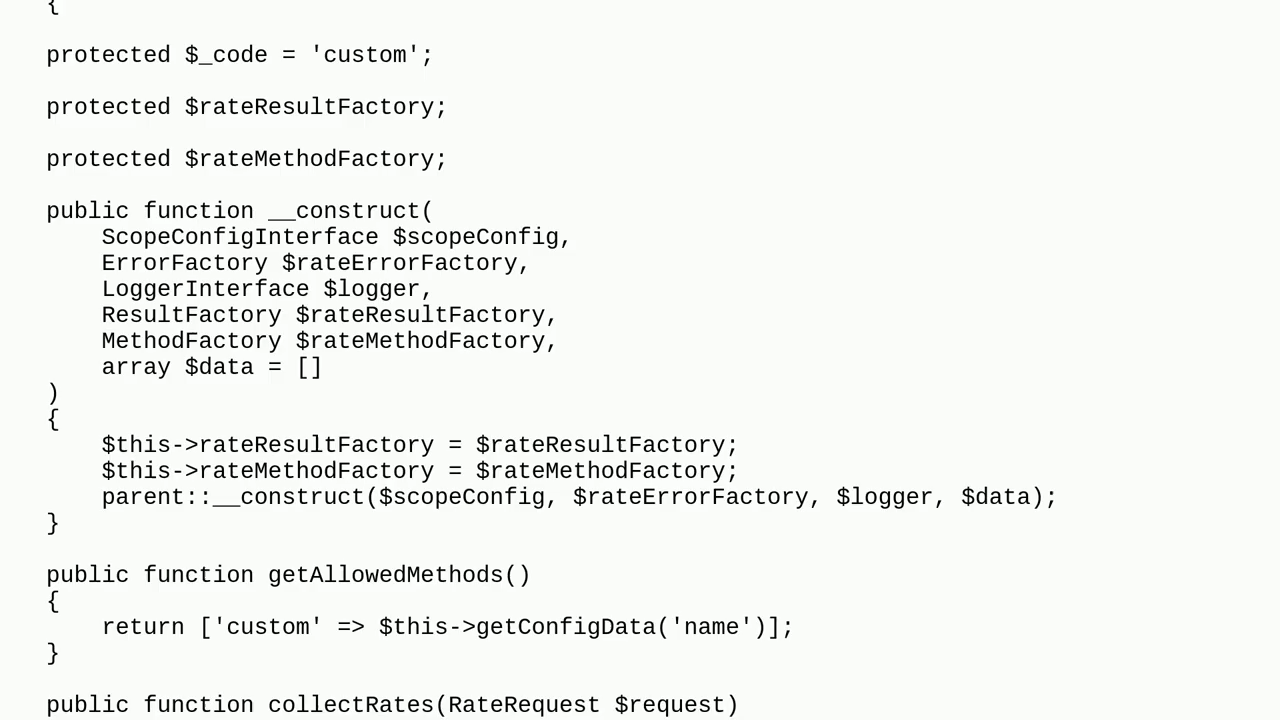 {
protected $_code = 'custom';
protected $rateResultFactory;
protected $rateMethodFactory;
public function __construct(
    ScopeConfigInterface $scopeConfig,
    ErrorFactory $rateErrorFactory,
    LoggerInterface $logger,
    ResultFactory $rateResultFactory,
    MethodFactory $rateMethodFactory,
    array $data = []
)
{
    $this->rateResultFactory = $rateResultFactory;
    $this->rateMethodFactory = $rateMethodFactory;
    parent::__construct($scopeConfig, $rateErrorFactory, $logger, $data);
}
public function getAllowedMethods()
{
    return ['custom' => $this->getConfigData('name')];
}
public function collectRates(RateRequest $request)